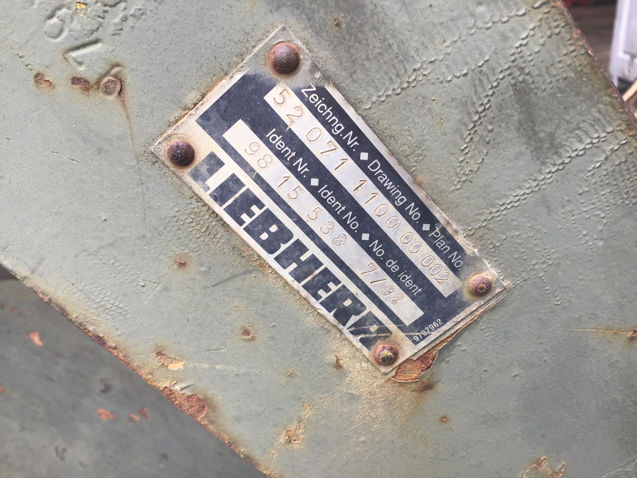 Zeichng.Nr. ◆ Drawing No. ◆ Plan No.
52 071 1100 00 002
Ident Nr. ◆ Ident No. ◆ No. de ident
98 15 538 7/98
LIEBHERR
9797962